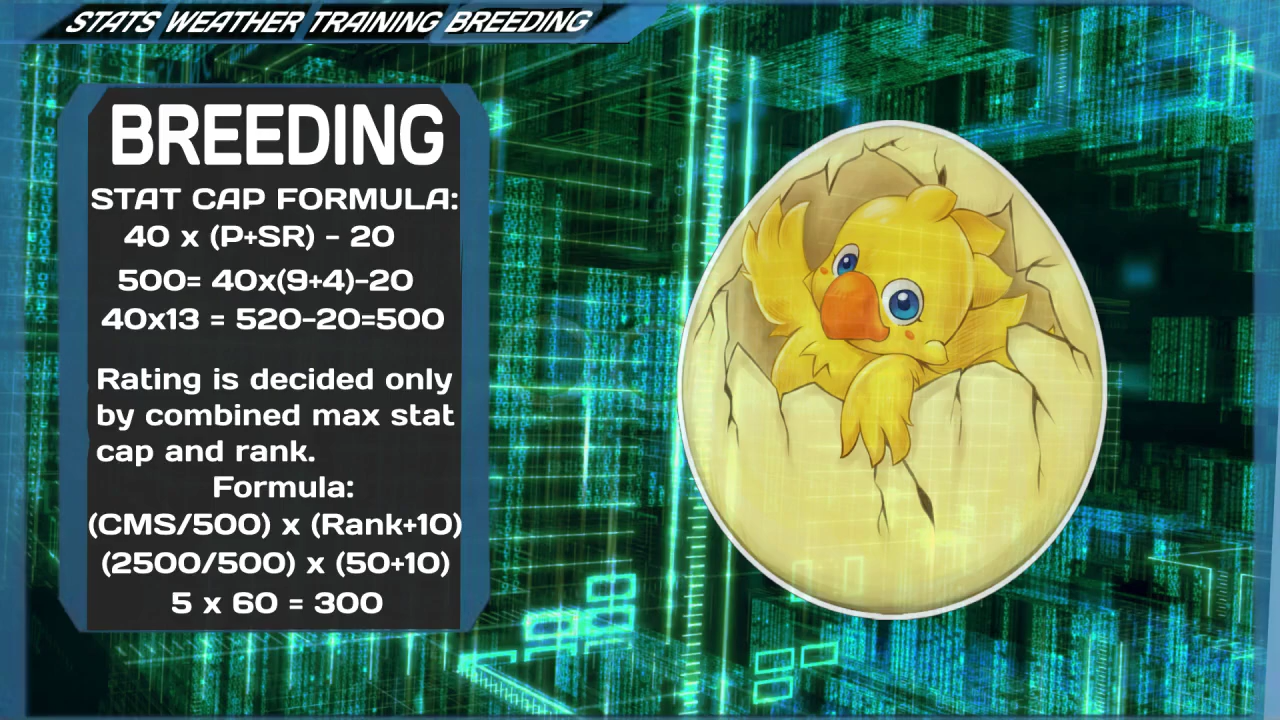 STATS WEATHER TRAINING BREEDING
BREEDING
STAT CAP FORMULA:
40 x (P+SR) - 20
500= 40x(9+4)-20
40x13 = 520-20=500
Rating is decided only
by combined max stat
cap and rank.
Formula:
(CMS/500) x (Rank+10)
(2500/500) x (50+10)
5 x 60 = 300